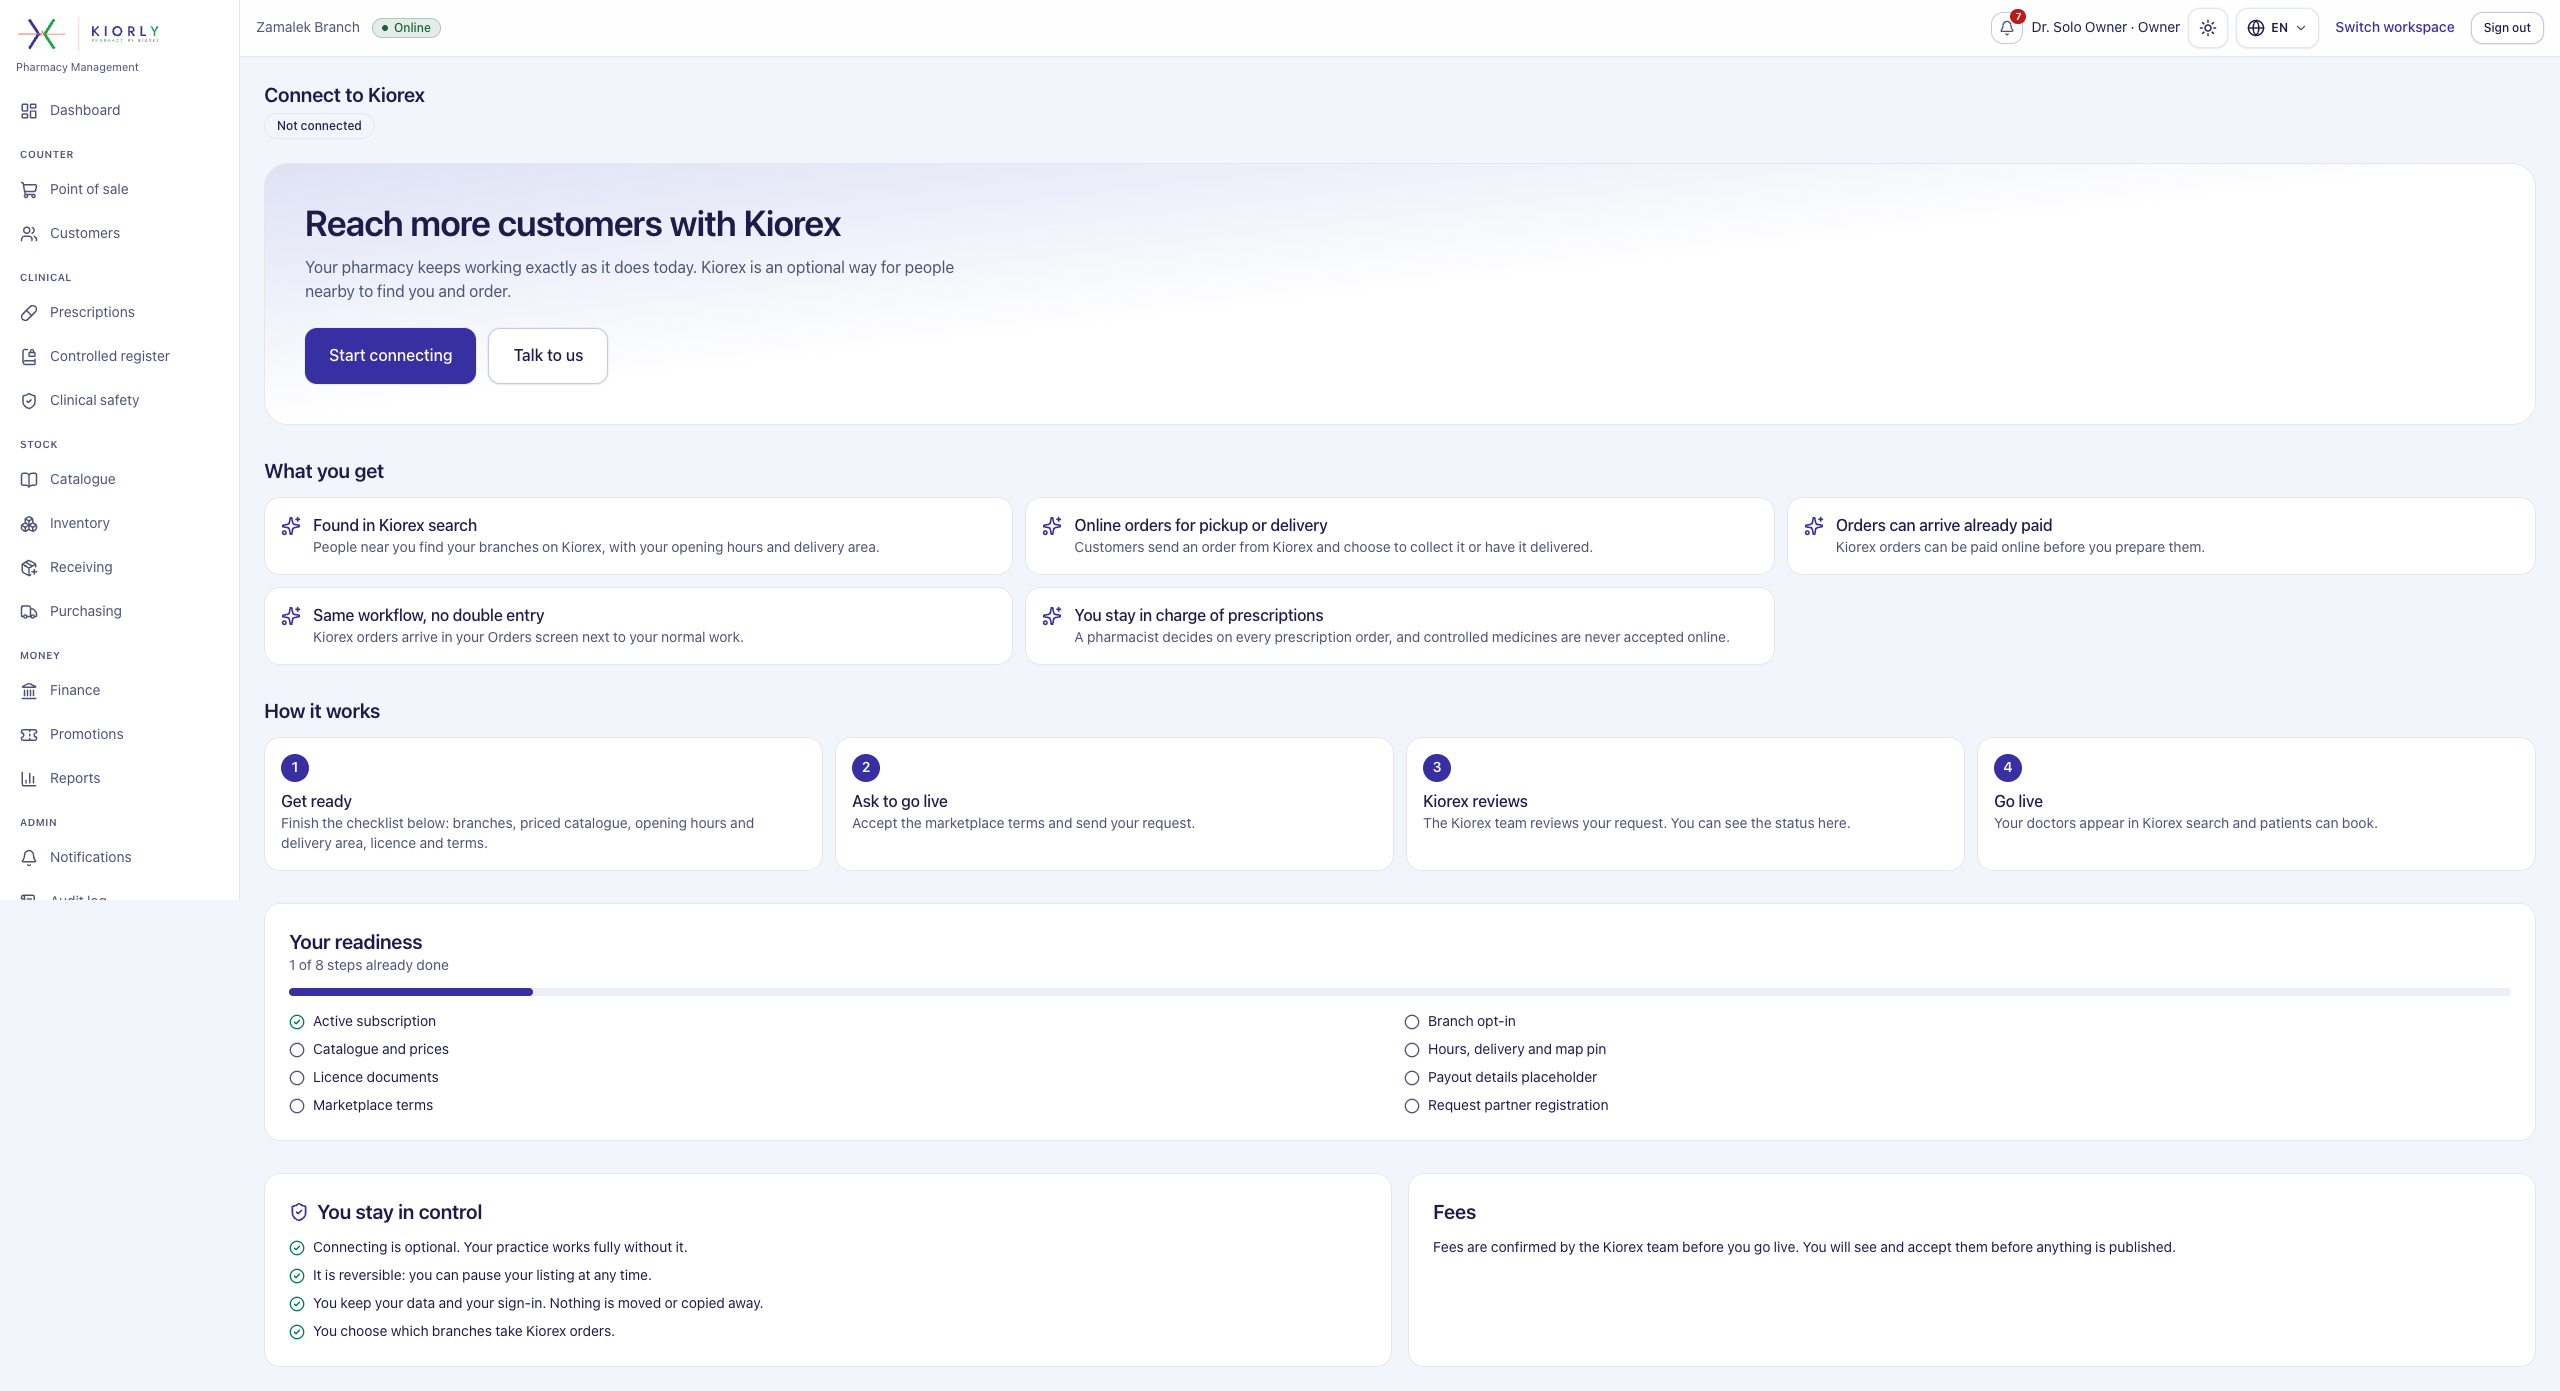 KIORLY
Pharmacy Management
Dashboard
COUNTER
Point of sale
Customers
CLINICAL
Prescriptions
Controlled register
Clinical safety
STOCK
Catalogue
Inventory
Receiving
Purchasing
MONEY
Finance
Promotions
Reports
ADMIN
Notifications
Audit log
Zamalek Branch
Online
7
Dr. Solo Owner · Owner
EN
Switch workspace
Sign out
Connect to Kiorex
Not connected
Reach more customers with Kiorex
Your pharmacy keeps working exactly as it does today. Kiorex is an optional way for people
nearby to find you and order.
Start connecting
Talk to us
What you get
Found in Kiorex search
People near you find your branches on Kiorex, with your opening hours and delivery area.
Online orders for pickup or delivery
Customers send an order from Kiorex and choose to collect it or have it delivered.
Orders can arrive already paid
Kiorex orders can be paid online before you prepare them.
Same workflow, no double entry
Kiorex orders arrive in your Orders screen next to your normal work.
You stay in charge of prescriptions
A pharmacist decides on every prescription order, and controlled medicines are never accepted online.
How it works
1
Get ready
Finish the checklist below: branches, priced catalogue, opening hours and
delivery area, licence and terms.
2
Ask to go live
Accept the marketplace terms and send your request.
3
Kiorex reviews
The Kiorex team reviews your request. You can see the status here.
4
Go live
Your doctors appear in Kiorex search and patients can book.
Your readiness
1 of 8 steps already done
Active subscription
Branch opt-in
Catalogue and prices
Hours, delivery and map pin
Licence documents
Payout details placeholder
Marketplace terms
Request partner registration
You stay in control
Connecting is optional. Your practice works fully without it.
It is reversible: you can pause your listing at any time.
You keep your data and your sign-in. Nothing is moved or copied away.
You choose which branches take Kiorex orders.
Fees
Fees are confirmed by the Kiorex team before you go live. You will see and accept them before anything is published.